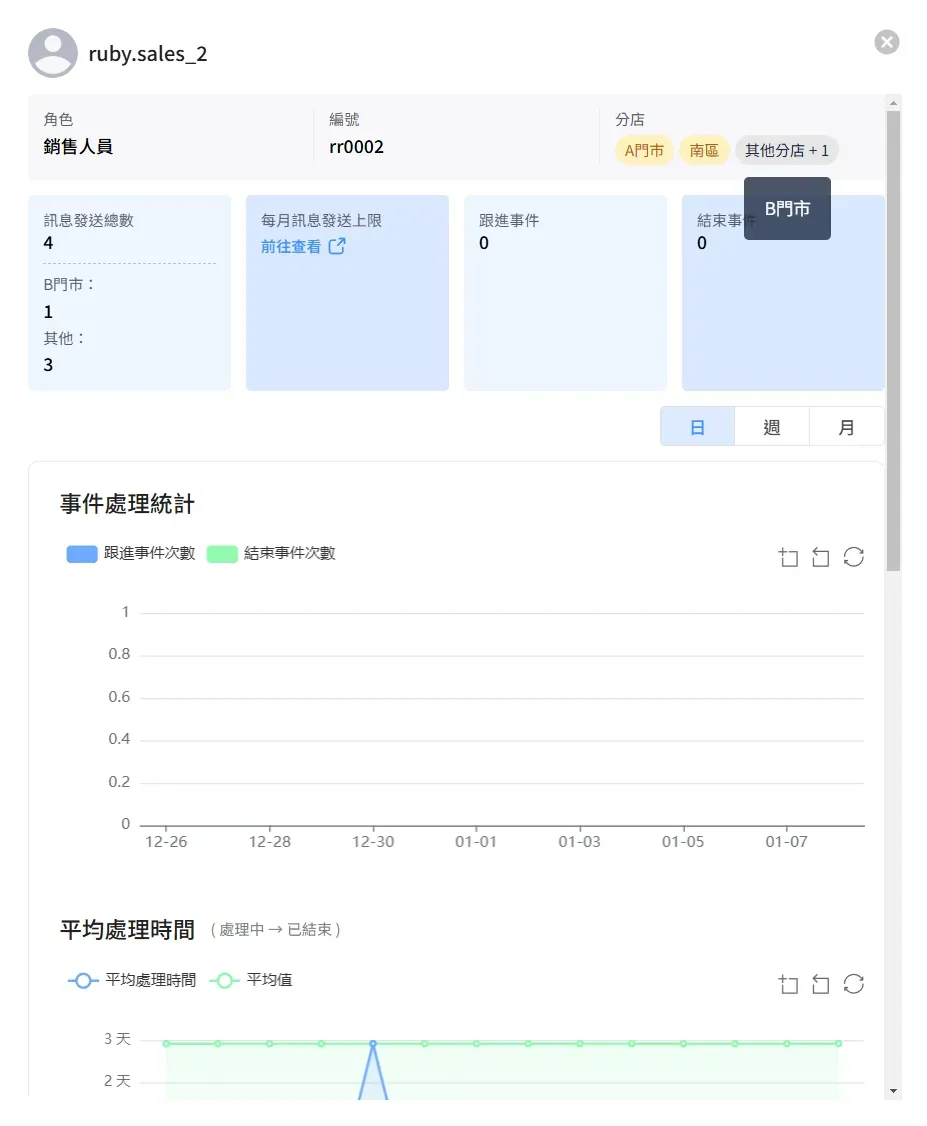 ruby.sales_2
角色
銷售人員
編號
rr0002
分店
A門市 南區 其他分店 + 1
B門市
訊息發送總數
4
B門市：
1
其他：
3
每月訊息發送上限
前往查看
跟進事件
0
結束事件
0
日 週 月
事件處理統計
跟進事件次數 結束事件次數
1
0.8
0.6
0.4
0.2
0
12-26 12-28 12-30 01-01 01-03 01-05 01-07
平均處理時間 ( 處理中 → 已結束 )
平均處理時間 平均值
3 天
2 天